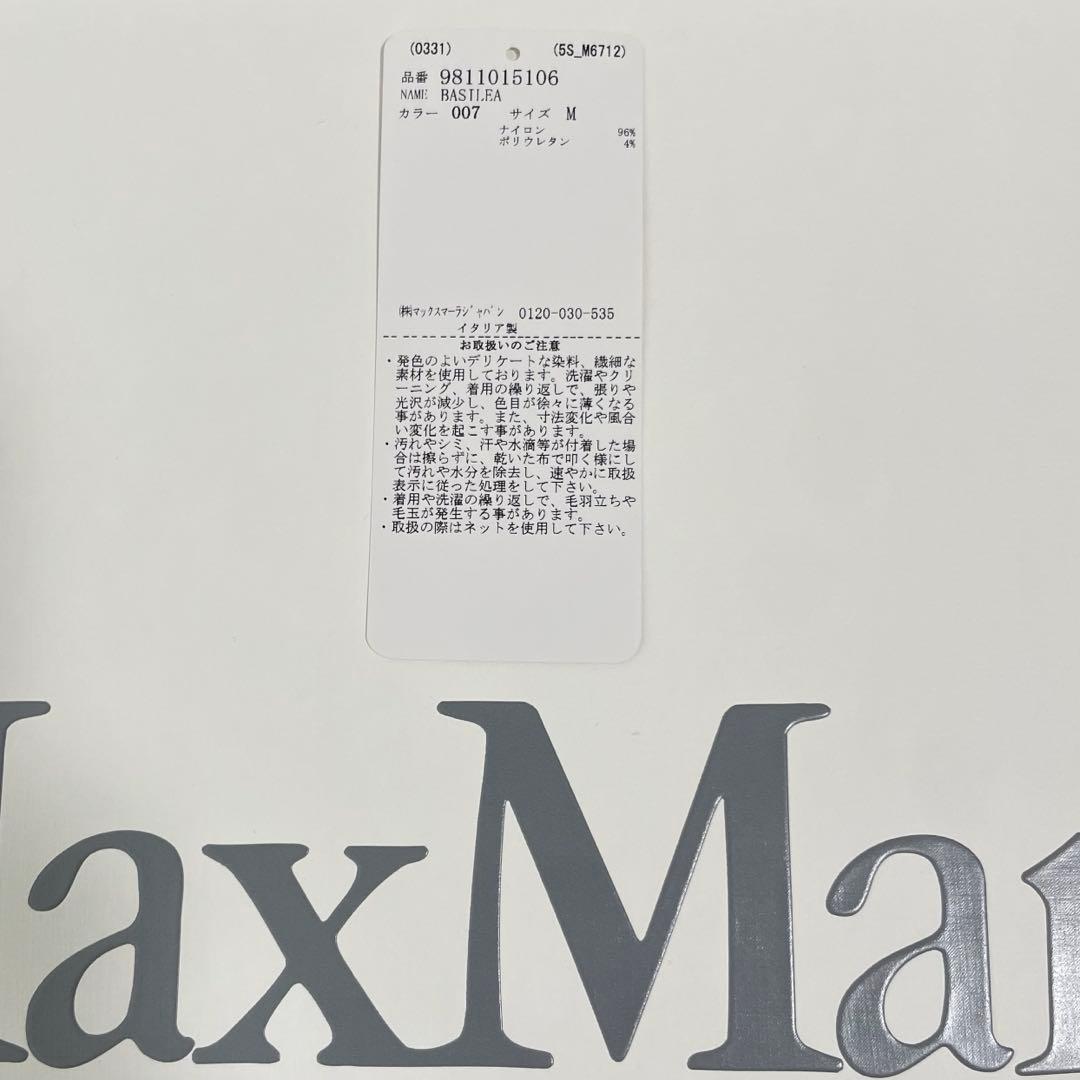 (0331) (5S_M6712)
品番 9811015106
NAME BASILEA
カラー 007 サイズ M
ナイロン 96%
ポリウレタン 4%
㈱マックスマーラジャパン 0120-030-535
イタリア製
お取扱いのご注意
・発色のよいデリケートな染料、繊細な
素材を使用しております。洗濯やクリ
ーニング、着用の繰り返しで、張りや
光沢が減少し、色目が徐々に薄くなる
事があります。また、寸法変化や風合
い変化を起こす事があります。
・汚れやシミ、汗や水滴等が付着した場
合は擦らずに、乾いた布で叩く様にし
て汚れや水分を除去し、速やかに取扱
表示に従った処理をして下さい。
・着用や洗濯の繰り返しで、毛羽立ちや
毛玉が発生する事があります。
・取扱の際はネットを使用して下さい。
MaxMar